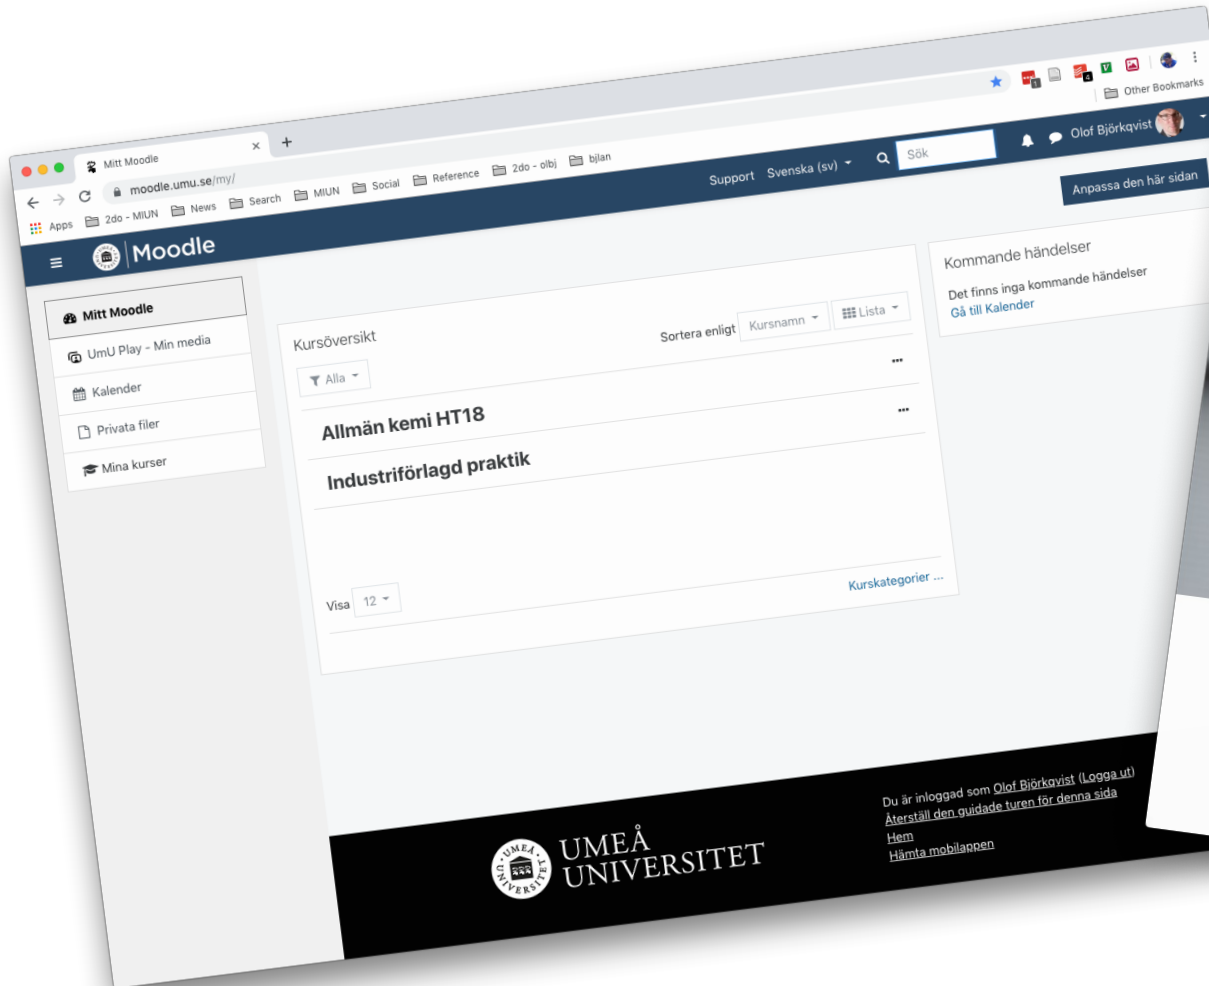 Mitt Moodle
moodle.umu.se/my/
Other Bookmarks
Apps 2do - MIUN News Search MIUN Social Reference 2do - olbj bjlan
Moodle
Support Svenska (sv) Sök Olof Björkqvist
Anpassa den här sidan
Mitt Moodle
UmU Play - Min media
Kalender
Privata filer
Mina kurser
Kursöversikt
Alla
Sortera enligt Kursnamn Lista
Allmän kemi HT18
Industriförlagd praktik
Visa 12
Kurskategorier ...
Kommande händelser
Det finns inga kommande händelser
Gå till Kalender
UMEÅ
UNIVERSITET
UMEÅ UNIVERSITET
Du är inloggad som Olof Björkqvist (Logga ut)
Återställ den guidade turen för denna sida
Hem
Hämta mobilappen